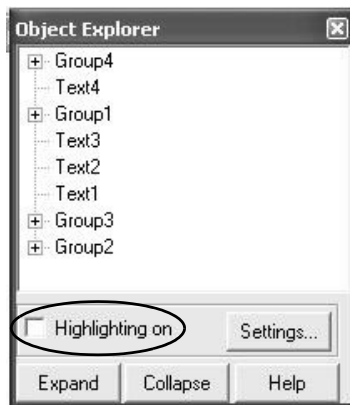 Object Explorer
Group4
Text4
Group1
Text3
Text2
Text1
Group3
Group2
Highlighting on
Settings...
Expand Collapse Help